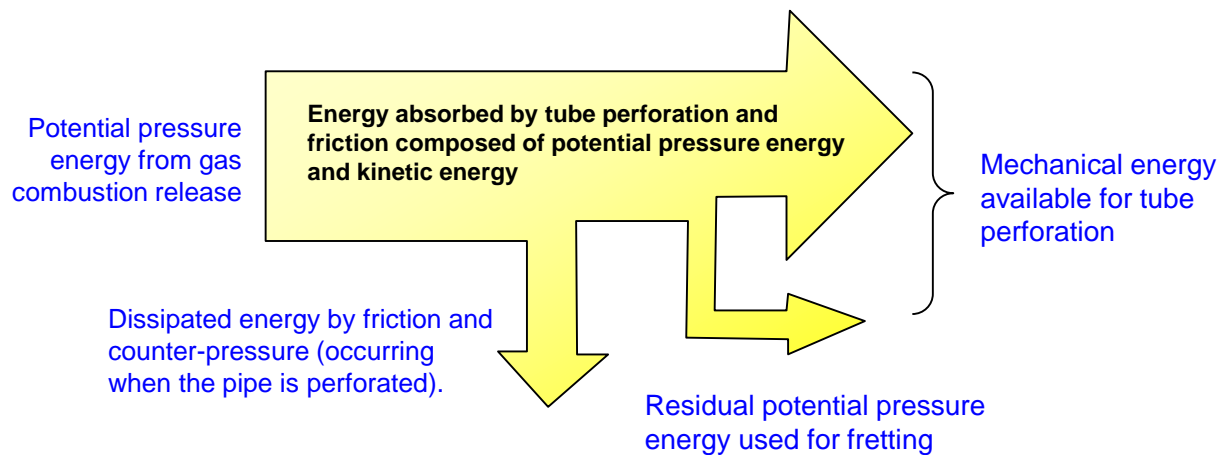 Potential pressure
energy from gas
combustion release
Energy absorbed by tube perforation and
friction composed of potential pressure energy
and kinetic energy
Mechanical energy
available for tube
perforation
Dissipated energy by friction and
counter-pressure (occurring
when the pipe is perforated).
Residual potential pressure
energy used for fretting